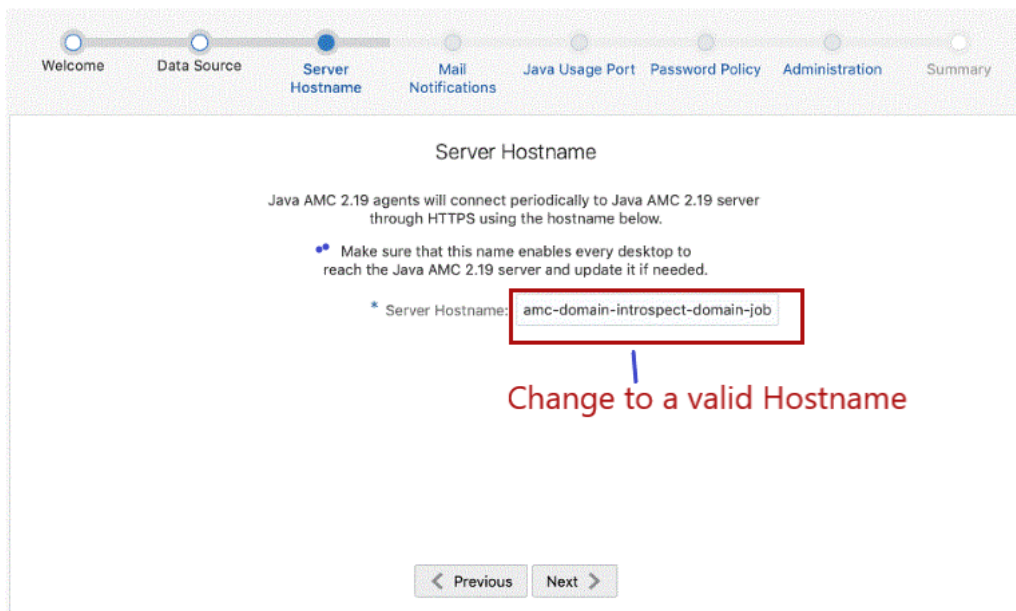 Welcome
Data Source
Server
Hostname
Mail
Notifications
Java Usage Port
Password Policy
Administration
Summary
Server Hostname
Java AMC 2.19 agents will connect periodically to Java AMC 2.19 server
through HTTPS using the hostname below.
Make sure that this name enables every desktop to
reach the Java AMC 2.19 server and update it if needed.
* Server Hostname: amc-domain-introspect-domain-job
Change to a valid Hostname
Previous
Next